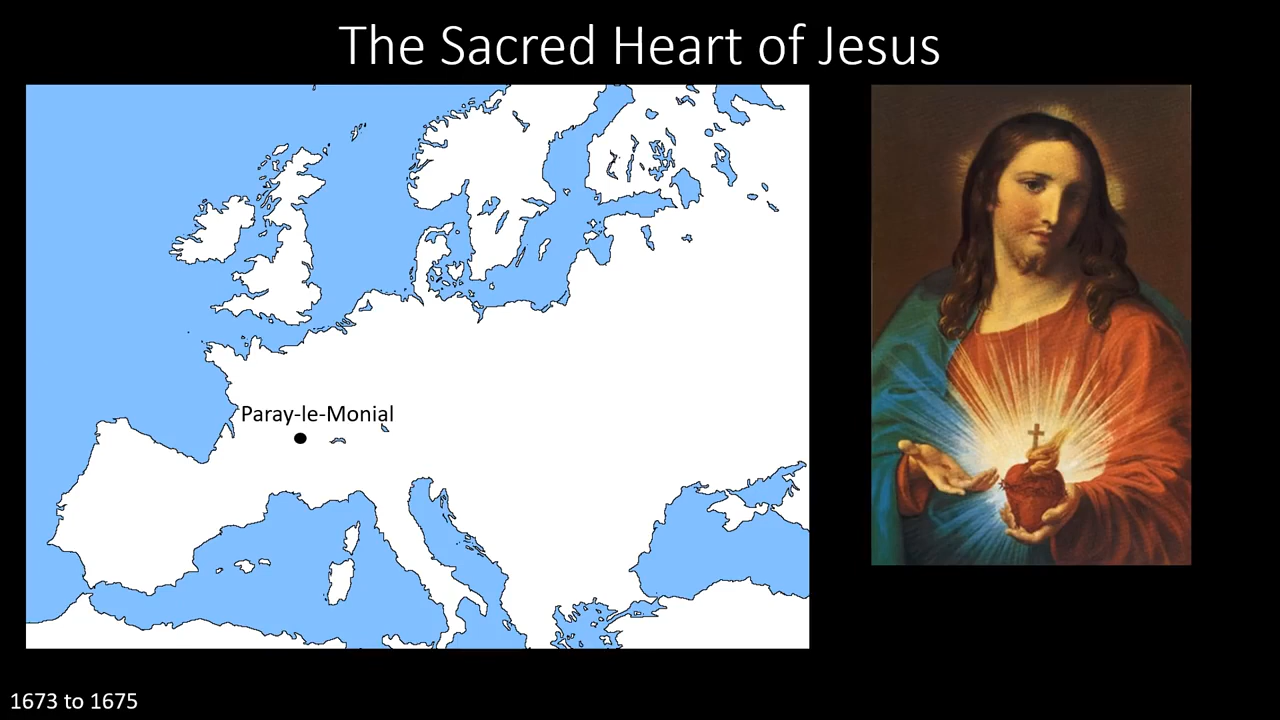 The Sacred Heart of Jesus
Paray-le-Monial
1673 to 1675